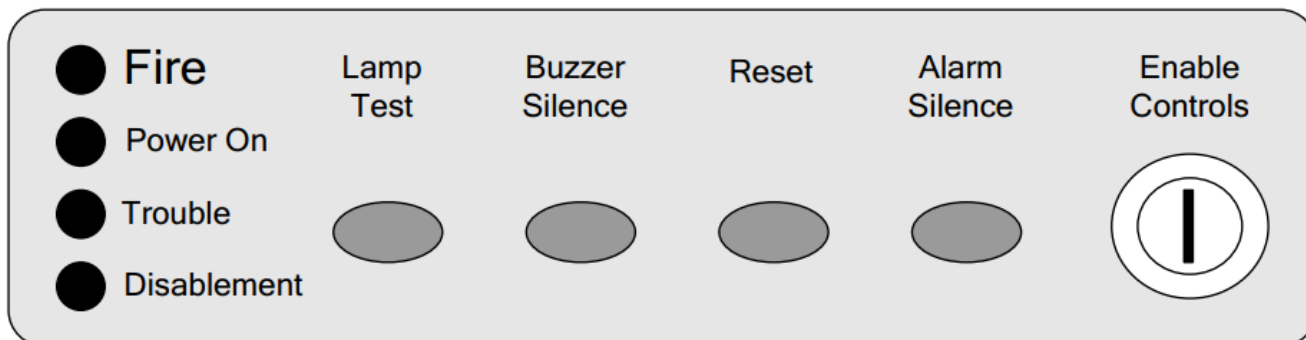 Fire
Power On
Trouble
Disablement
Lamp
Test
Buzzer
Silence
Reset
Alarm
Silence
Enable
Controls